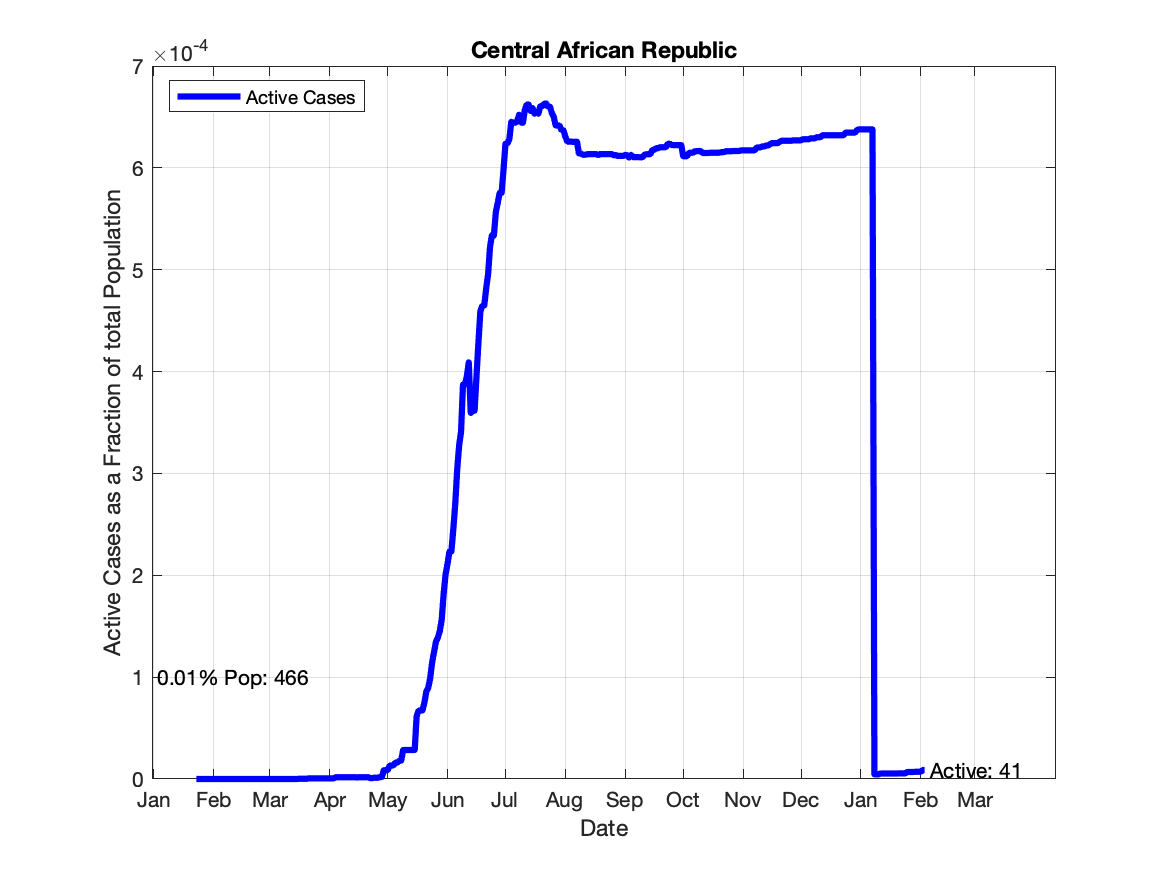 Central African Republic
×10-4
Active Cases
7
6
5
4
3
2
1
0
Active Cases as a Fraction of total Population
0.01% Pop: 466
Active: 41
Jan Feb Mar Apr May Jun Jul Aug Sep Oct Nov Dec Jan Feb Mar
Date